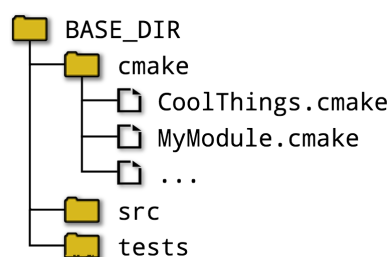 BASE_DIR
cmake
CoolThings.cmake
MyModule.cmake
...
src
tests